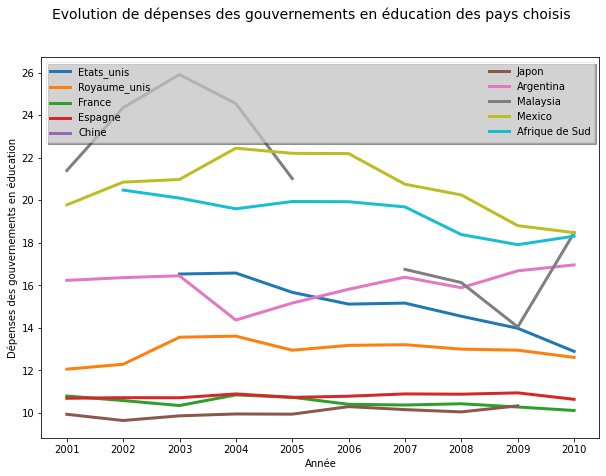 Evolution de dépenses des gouvernements en éducation des pays choisis
Etats_unis
Royaume_unis
France
Espagne
Chine
Japon
Argentina
Malaysia
Mexico
Afrique de Sud
Dépenses des gouvernements en éducation
26
24
22
20
18
16
14
12
10
2001 2002 2003 2004 2005 2006 2007 2008 2009 2010
Année